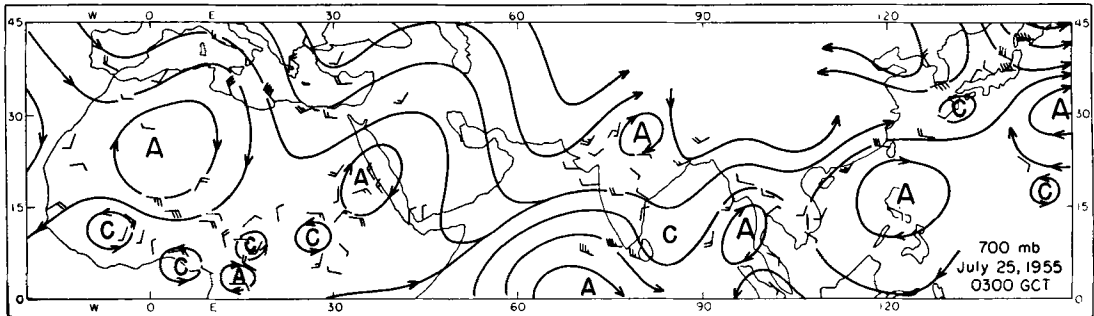 W 0 E 30 60 90 120
45 45
30 30
15 15
0 0
A A A A C A
C C C A C A C A C
A
700 mb
July 25, 1955
0300 GCT
W 0 E 30 60 90 120